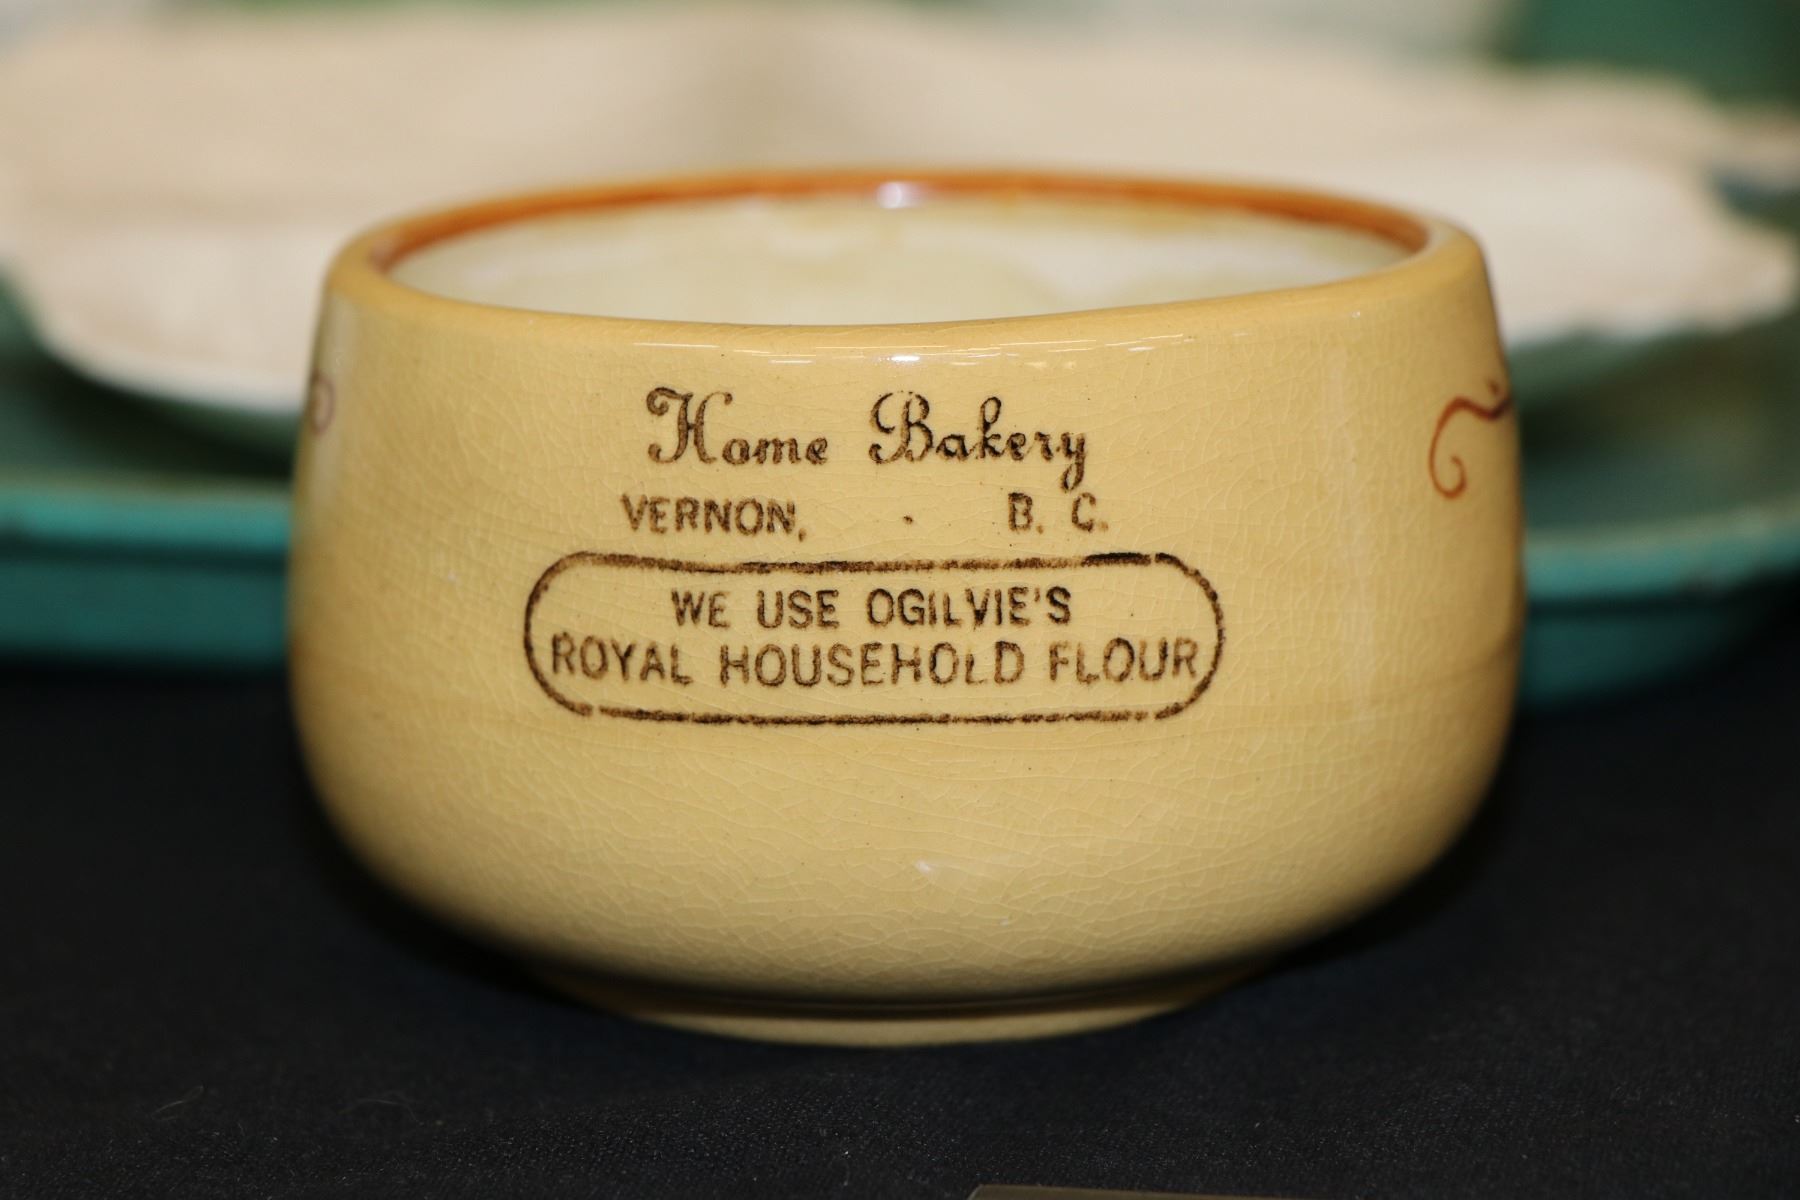 Home Bakery
VERNON, . B. C.
WE USE OGILVIE'S
ROYAL HOUSEHOLD FLOUR